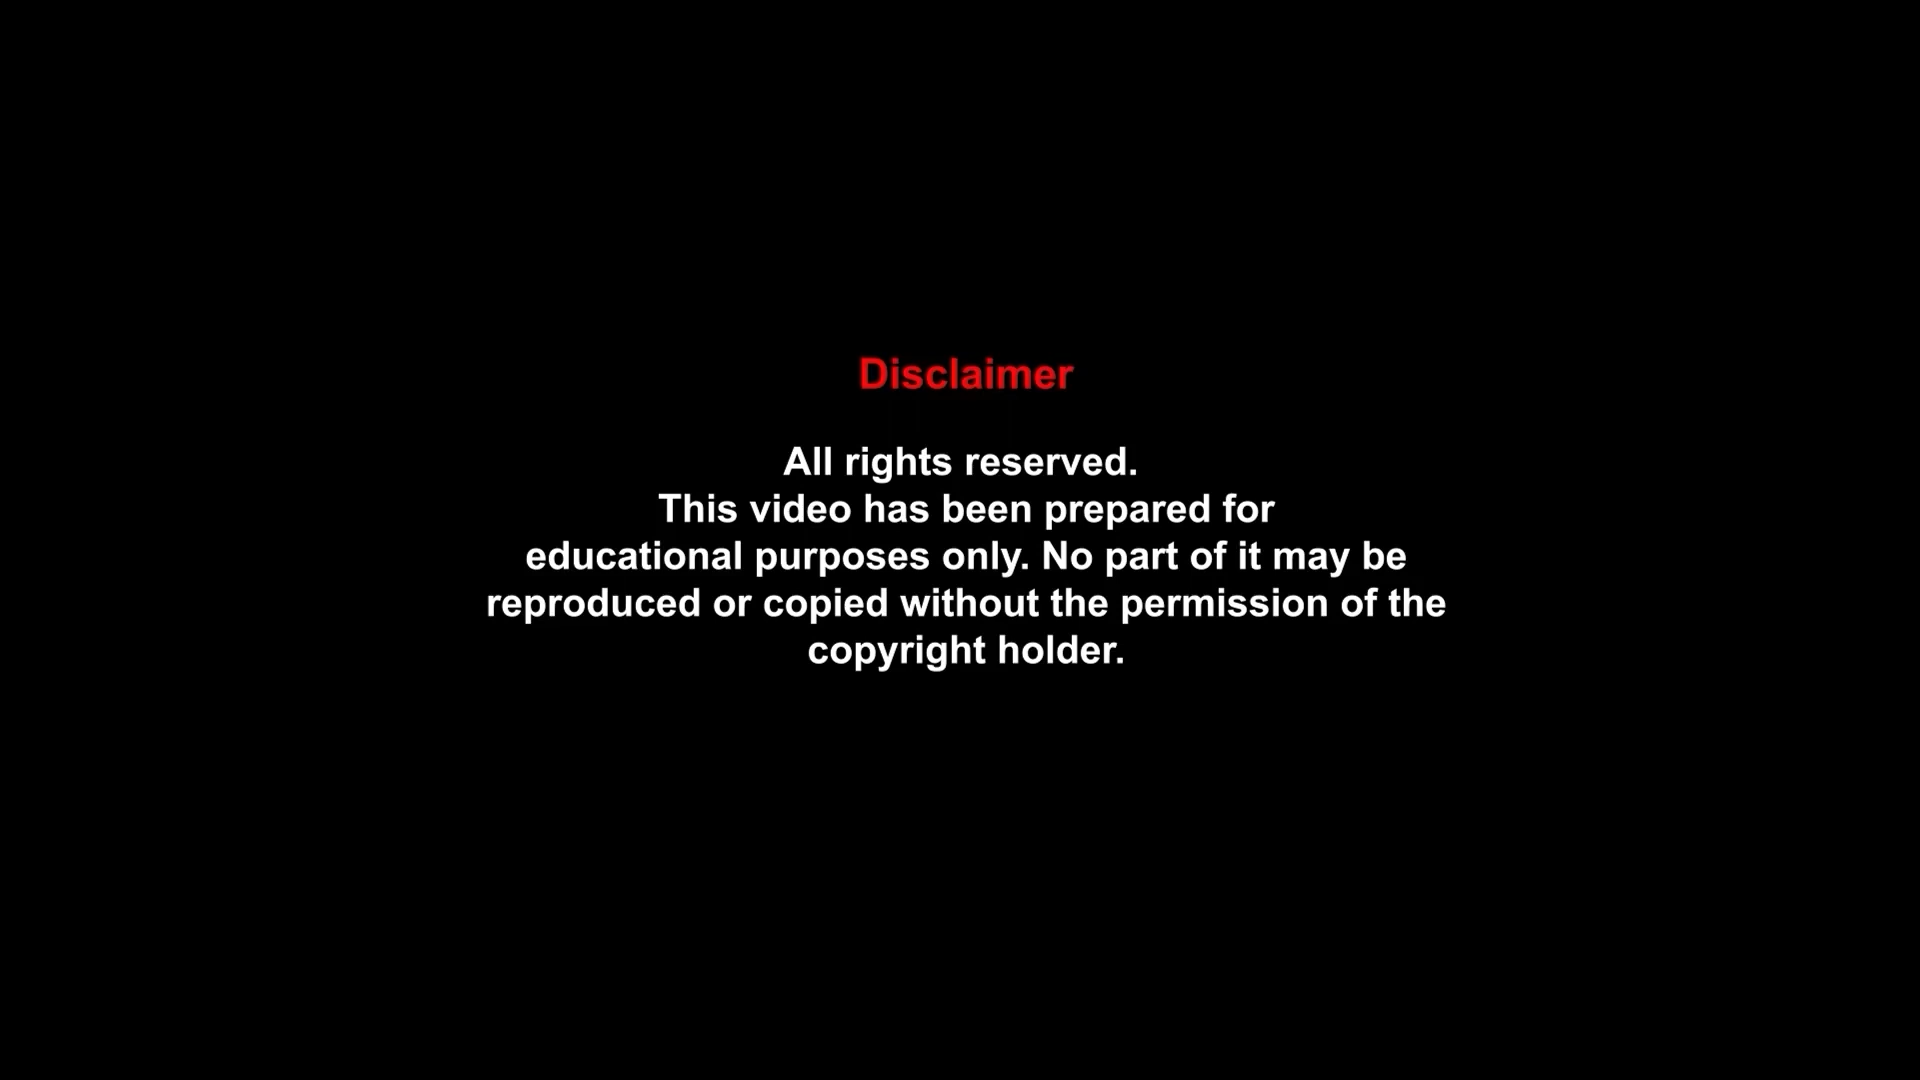 Disclaimer
All rights reserved.
This video has been prepared for
educational purposes only. No part of it may be
reproduced or copied without the permission of the
copyright holder.